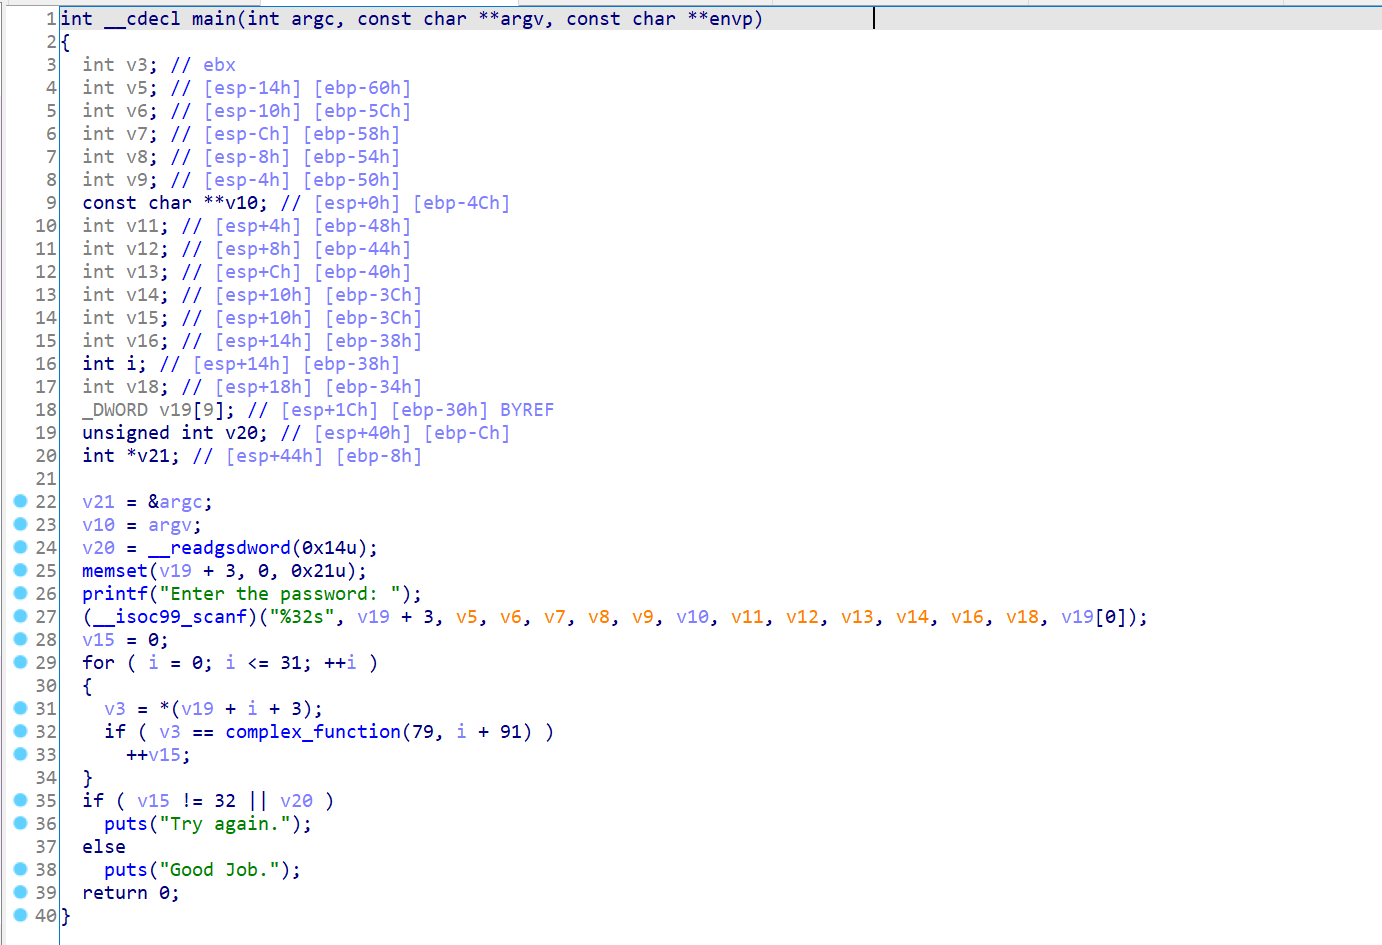 1 int __cdecl main(int argc, const char **argv, const char **envp)
2 {
3   int v3; // ebx
4   int v5; // [esp-14h] [ebp-60h]
5   int v6; // [esp-10h] [ebp-5Ch]
6   int v7; // [esp-Ch] [ebp-58h]
7   int v8; // [esp-8h] [ebp-54h]
8   int v9; // [esp-4h] [ebp-50h]
9   const char **v10; // [esp+0h] [ebp-4Ch]
10   int v11; // [esp+4h] [ebp-48h]
11   int v12; // [esp+8h] [ebp-44h]
12   int v13; // [esp+Ch] [ebp-40h]
13   int v14; // [esp+10h] [ebp-3Ch]
14   int v15; // [esp+10h] [ebp-3Ch]
15   int v16; // [esp+14h] [ebp-38h]
16   int i; // [esp+14h] [ebp-38h]
17   int v18; // [esp+18h] [ebp-34h]
18   _DWORD v19[9]; // [esp+1Ch] [ebp-30h] BYREF
19   unsigned int v20; // [esp+40h] [ebp-Ch]
20   int *v21; // [esp+44h] [ebp-8h]
21
22   v21 = &argc;
23   v10 = argv;
24   v20 = __readgsdword(0x14u);
25   memset(v19 + 3, 0, 0x21u);
26   printf("Enter the password: ");
27   (__isoc99_scanf)("%32s", v19 + 3, v5, v6, v7, v8, v9, v10, v11, v12, v13, v14, v16, v18, v19[0]);
28   v15 = 0;
29   for ( i = 0; i <= 31; ++i )
30   {
31     v3 = *(v19 + i + 3);
32     if ( v3 == complex_function(79, i + 91) )
33       ++v15;
34   }
35   if ( v15 != 32 || v20 )
36     puts("Try again.");
37   else
38     puts("Good Job.");
39   return 0;
40 }